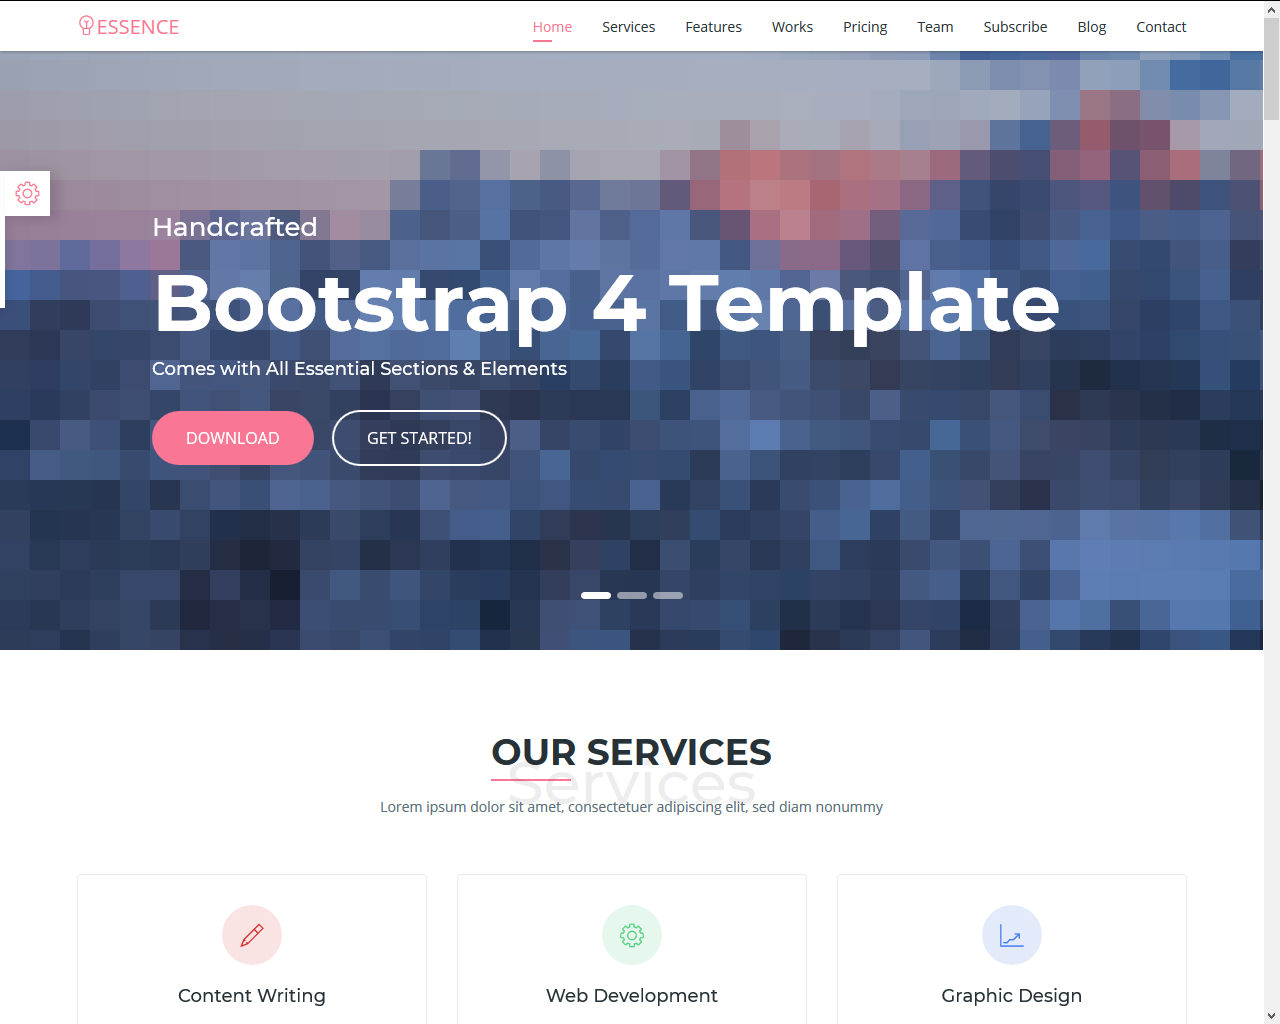 ESSENCE
Home Services Features Works Pricing Team Subscribe Blog Contact
Handcrafted
Bootstrap 4 Template
Comes with All Essential Sections & Elements
DOWNLOAD GET STARTED!
OUR SERVICES
Services
Lorem ipsum dolor sit amet, consectetuer adipiscing elit, sed diam nonummy
Content Writing Web Development Graphic Design